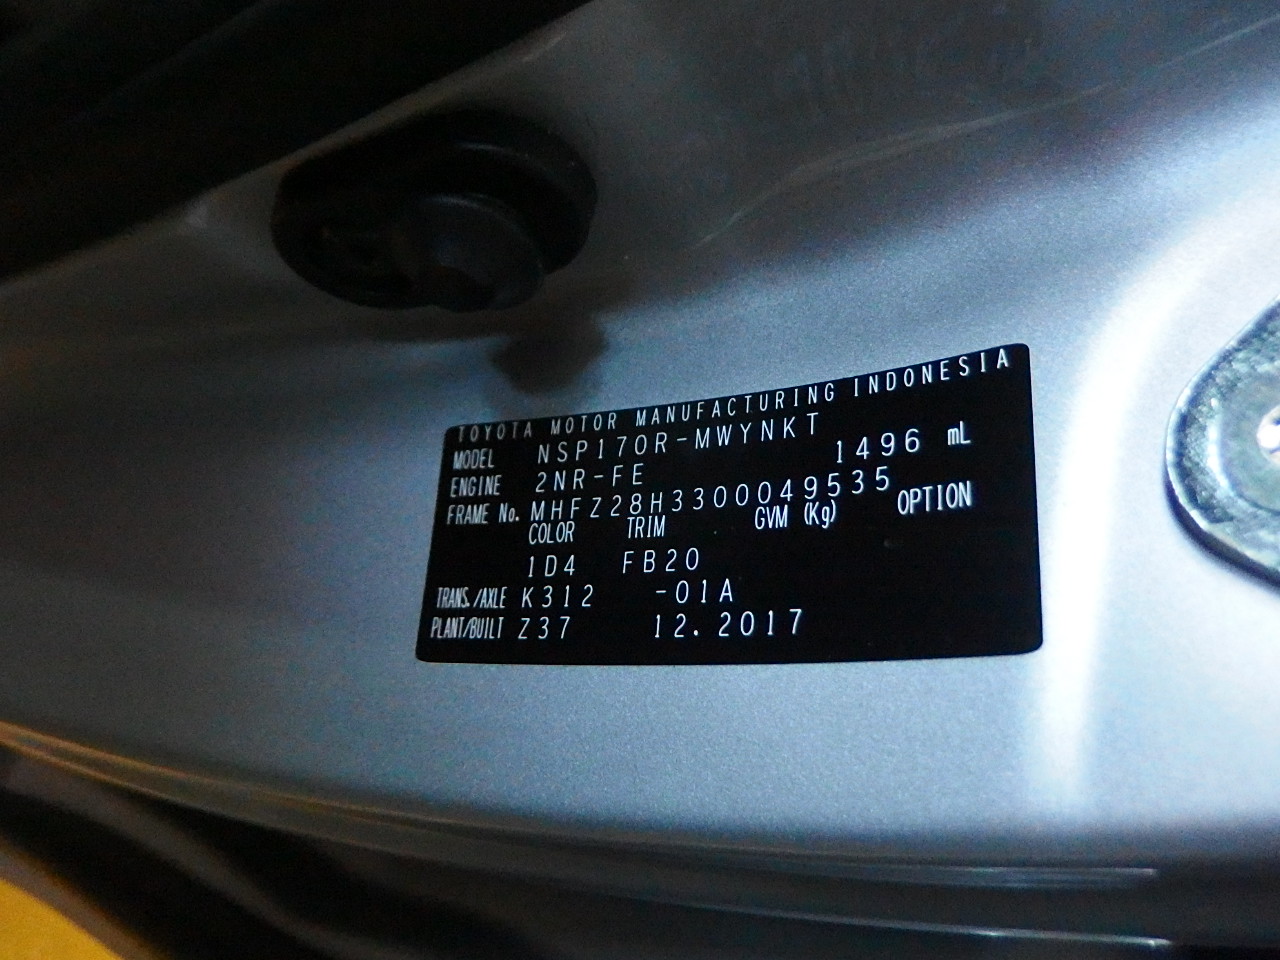 TOYOTA MOTOR MANUFACTURING INDONESIA
MODEL NSP170R-MWYNKT
ENGINE 2NR-FE 1496 mL
FRAME No. MHFZ28H3300049535
COLOR TRIM GVM (Kg) OPTION
1D4 FB20
TRANS./AXLE K312 -01A
PLANT/BUILT Z37 12.2017